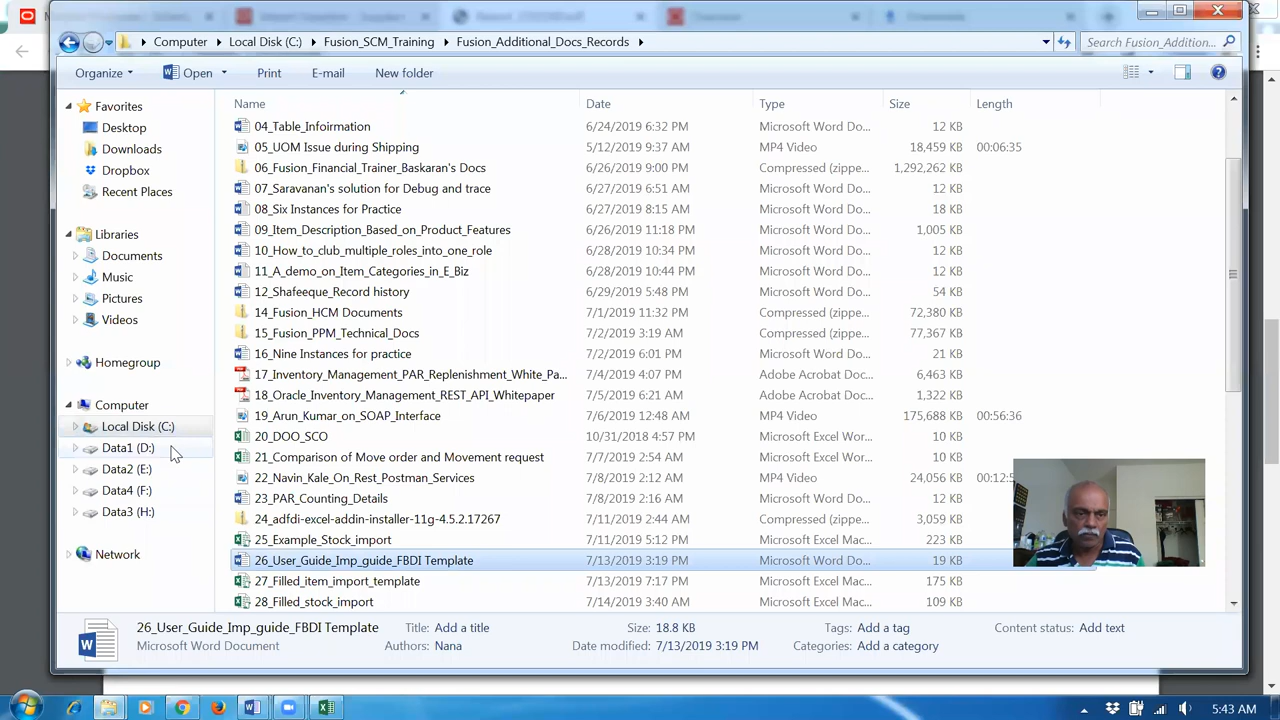 Computer Local Disk (C:) Fusion_SCM_Training Fusion_Additional_Docs_Records Search Fusion_Addition...
Organize Open Print E-mail New folder
Favorites
Desktop
Downloads
Dropbox
Recent Places
Libraries
Documents
Music
Pictures
Videos
Homegroup
Computer
Local Disk (C:)
Data1 (D:)
Data2 (E:)
Data4 (F:)
Data3 (H:)
Network
Name Date Type Size Length
04_Table_Infoirmation 6/24/2019 6:32 PM Microsoft Word Do... 12 KB
05_UOM Issue during Shipping 5/12/2019 9:37 AM MP4 Video 18,459 KB 00:06:35
06_Fusion_Financial_Trainer_Baskaran's Docs 6/26/2019 9:00 PM Compressed (zippe... 1,292,262 KB
07_Saravanan's solution for Debug and trace 6/27/2019 6:51 AM Microsoft Word Do... 12 KB
08_Six Instances for Practice 6/27/2019 8:15 AM Microsoft Word Do... 18 KB
09_Item_Description_Based_on_Product_Features 6/26/2019 11:18 PM Microsoft Word Do... 1,005 KB
10_How_to_club_multiple_roles_into_one_role 6/28/2019 10:34 PM Microsoft Word Do... 12 KB
11_A_demo_on_Item_Categories_in_E_Biz 6/28/2019 10:44 PM Microsoft Word Do... 12 KB
12_Shafeeque_Record history 6/29/2019 5:48 PM Microsoft Word Do... 54 KB
14_Fusion_HCM Documents 7/1/2019 11:32 PM Compressed (zippe... 72,380 KB
15_Fusion_PPM_Technical_Docs 7/2/2019 3:19 AM Compressed (zippe... 77,367 KB
16_Nine Instances for practice 7/2/2019 6:01 PM Microsoft Word Do... 21 KB
17_Inventory_Management_PAR_Replenishment_White_Pa... 7/4/2019 4:07 PM Adobe Acrobat Doc... 6,463 KB
18_Oracle_Inventory_Management_REST_API_Whitepaper 7/5/2019 6:21 AM Adobe Acrobat Doc... 1,322 KB
19_Arun_Kumar_on_SOAP_Interface 7/6/2019 12:48 AM MP4 Video 175,688 KB 00:56:36
20_DOO_SCO 10/31/2018 4:57 PM Microsoft Excel Wor... 10 KB
21_Comparison of Move order and Movement request 7/8/2019 2:54 AM Microsoft Excel Wor... 10 KB
22_Navin_Kale_On_Rest_Postman_Services 7/8/2019 2:12 AM MP4 Video 24,056 KB 00:12:5
23_PAR_Counting_Details 7/8/2019 2:16 AM Microsoft Word Do... 12 KB
24_adfdi-excel-addin-installer-11g-4.5.2.17267 7/11/2019 2:44 AM Compressed (zippe... 3,059 KB
25_Example_Stock_import 7/11/2019 5:12 PM Microsoft Excel Mac... 223 KB
26_User_Guide_Imp_guide_FBDI Template 7/13/2019 3:19 PM Microsoft Word Do... 19 KB
27_Filled_item_import_template 7/13/2019 7:17 PM Microsoft Excel Mac... 175 KB
28_Filled_stock_import 7/14/2019 3:40 AM Microsoft Excel Mac... 109 KB
26_User_Guide_Imp_guide_FBDI Template Title: Add a title Size: 18.8 KB Tags: Add a tag Content status: Add text
Microsoft Word Document Authors: Nana Date modified: 7/13/2019 3:19 PM Categories: Add a category
5:43 AM